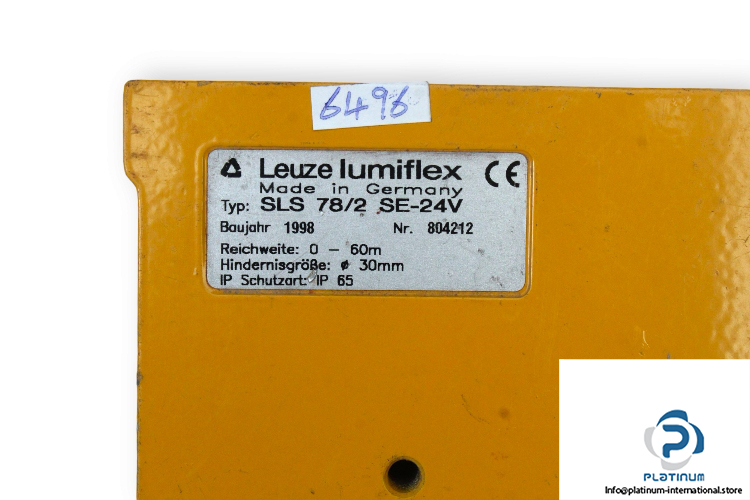 6496
Leuze lumiflex CE
Made in Germany
Typ: SLS 78/2 SE-24V
Baujahr 1998 Nr. 804212
Reichweite: 0 - 60m
Hindernisgröße: ø 30mm
IP Schutzart: IP 65
PLATINUM
Info@platinum-international.store